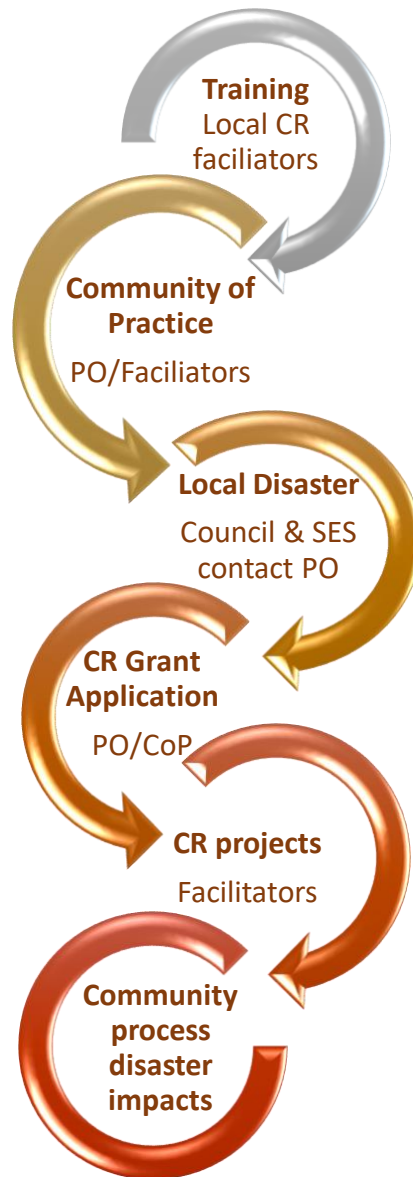 Training
Local CR
faciliators
Community of
Practice
PO/Faciliators
Local Disaster
Council & SES
contact PO
CR Grant
Application
PO/CoP
CR projects
Facilitators
Community
process
disaster
impacts